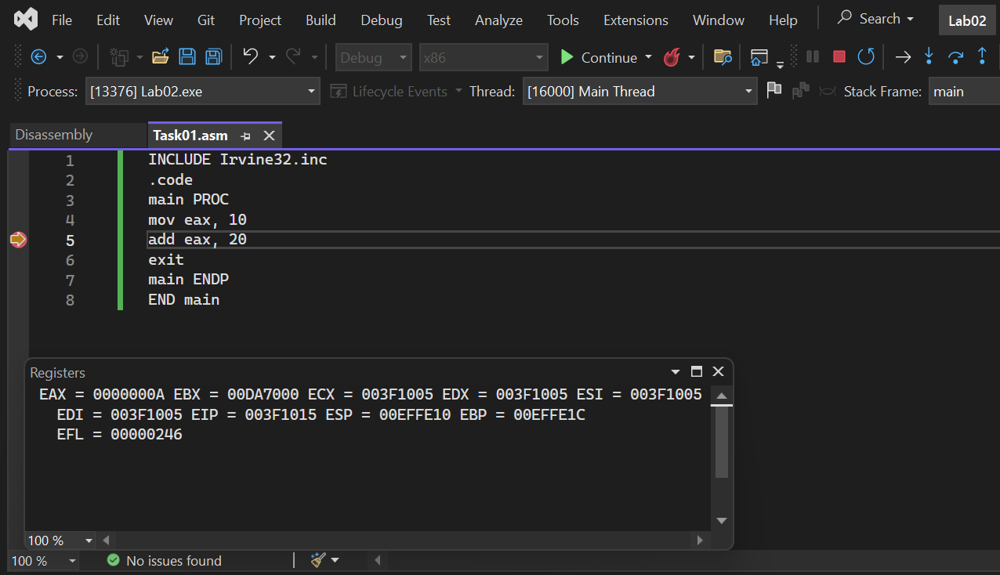 File Edit View Git Project Build Debug Test Analyze Tools Extensions Window Help Search Lab02
Debug x86 Continue
Process: [13376] Lab02.exe Lifecycle Events Thread: [16000] Main Thread Stack Frame: main
Disassembly Task01.asm
1 INCLUDE Irvine32.inc
2 .code
3 main PROC
4 mov eax, 10
5 add eax, 20
6 exit
7 main ENDP
8 END main
Registers
EAX = 0000000A EBX = 00DA7000 ECX = 003F1005 EDX = 003F1005 ESI = 003F1005
EDI = 003F1005 EIP = 003F1015 ESP = 00EFFE10 EBP = 00EFFE1C
EFL = 00000246
100 %
100 % No issues found